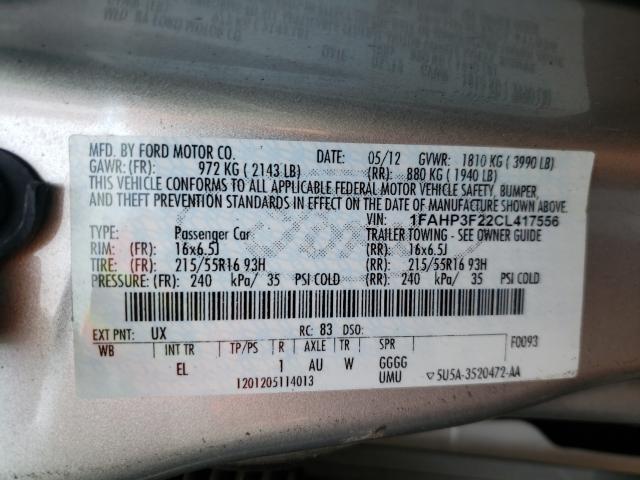 MFD. BY FORD MOTOR CO. DATE: 05/12 GVWR: 1810 KG ( 3990 LB)
GAWR: (FR): 972 KG ( 2143 LB) (RR): 880 KG ( 1940 LB)
THIS VEHICLE CONFORMS TO ALL APPLICABLE FEDERAL MOTOR VEHICLE SAFETY, BUMPER,
AND THEFT PREVENTION STANDARDS IN EFFECT ON THE DATE OF MANUFACTURE SHOWN ABOVE.
VIN: 1FAHP3F22CL417556
TYPE: Passenger Car TRAILER TOWING - SEE OWNER GUIDE
RIM: (FR): 16x6.5J (RR): 16x6.5J
TIRE: (FR): 215/55R16 93H (RR): 215/55R16 93H
PRESSURE: (FR): 240 kPa/ 35 PSI COLD (RR): 240 kPa/ 35 PSI COLD
EXT PNT: UX RC: 83 DSO: F0093
WB INT TR TP/PS R AXLE TR SPR
EL 1 AU W GGGG
1201205114013 UMU ▽5U5A-3520472-AA